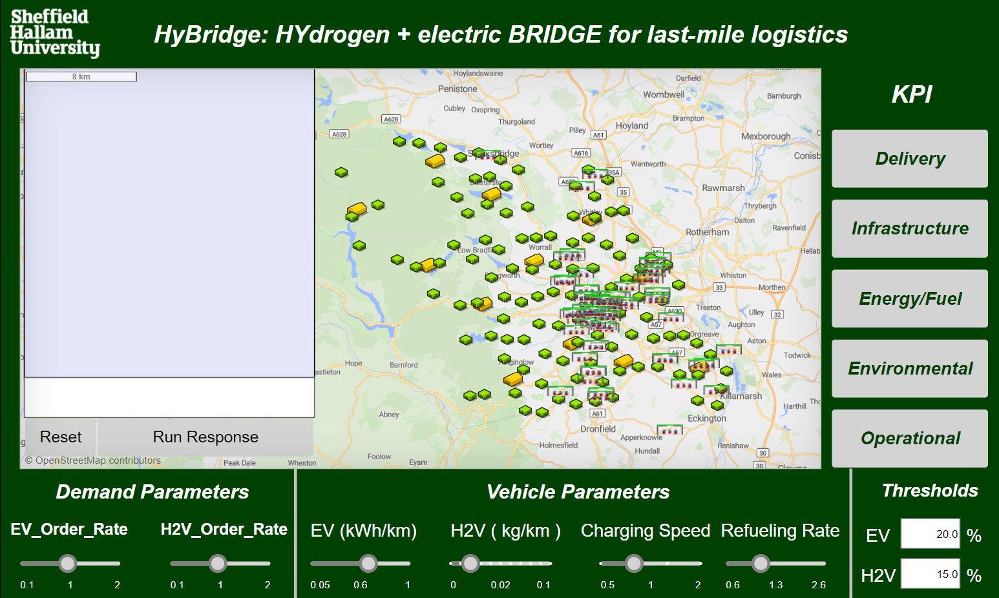 Sheffield
Hallam
University
HyBridge: HYdrogen + electric BRIDGE for last-mile logistics
8 km
Hoylandswaine
Penistone
Darfield
Wombwell
Barnburgh
Cubley
Oxspring
A628
Thurgoland
Brampton
Hoyland
A628
Pilley
A61
Mexborough
Wortley
A616
Conisb
Wentworth
35A
Rawmarsh
35
Thrybergh
Dalton
Ravenfield
Rotherham
Worrall
Low Bradfi
Hellab
Whiston
33
Morthen
Treeton
Ulley
32
A630
A57
Aughton
Orgreave
Aston
A57
Todwick
Hope
Bamford
astleton
Wales
Killamarsh
Abney
Harthill
A61
Eckington
Dronfield
Apperknowle
Holmesfield
Hundall
Renishaw
30
Foolow
Eyam
30
Peak Dale
Wheston
Clowne
Reset
Run Response
© OpenStreetMap contributors
KPI
Delivery
Infrastructure
Energy/Fuel
Environmental
Operational
Demand Parameters
EV_Order_Rate
H2V_Order_Rate
0.1 1 2
0.1 1 2
Vehicle Parameters
EV (kWh/km)
H2V ( kg/km )
Charging Speed
Refueling Rate
0.05 0.6 1
0 0.02 0.1
0.5 1 2
0.6 1.3 2.6
Thresholds
EV 20.0 %
H2V 15.0 %